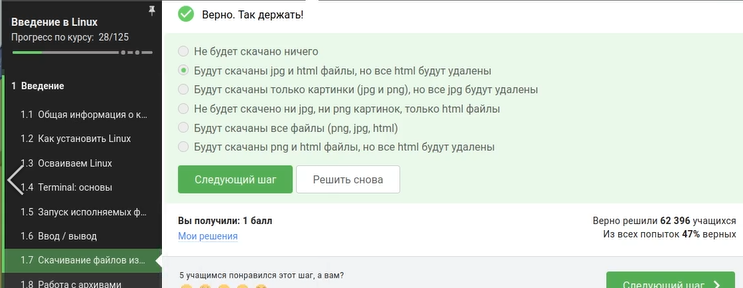 Введение в Linux
Прогресс по курсу: 28/125
1 Введение
1.1 Общая информация о к...
1.2 Как установить Linux
1.3 Осваиваем Linux
1.4 Terminal: основы
1.5 Запуск исполняемых ф...
1.6 Ввод / вывод
1.7 Скачивание файлов из...
1.8 Работа с архивами
Верно. Так держать!
Не будет скачано ничего
Будут скачаны jpg и html файлы, но все html будут удалены
Будут скачаны только картинки (jpg и png), но все jpg будут удалены
Не будет скачено ни jpg, ни png картинок, только html файлы
Будут скачаны все файлы (png, jpg, html)
Будут скачаны png и html файлы, но все html будут удалены
Следующий шаг
Решить снова
Вы получили: 1 балл
Мои решения
Верно решили 62 396 учащихся
Из всех попыток 47% верных
5 учащимся понравился этот шаг, а вам?
Следующий шаг